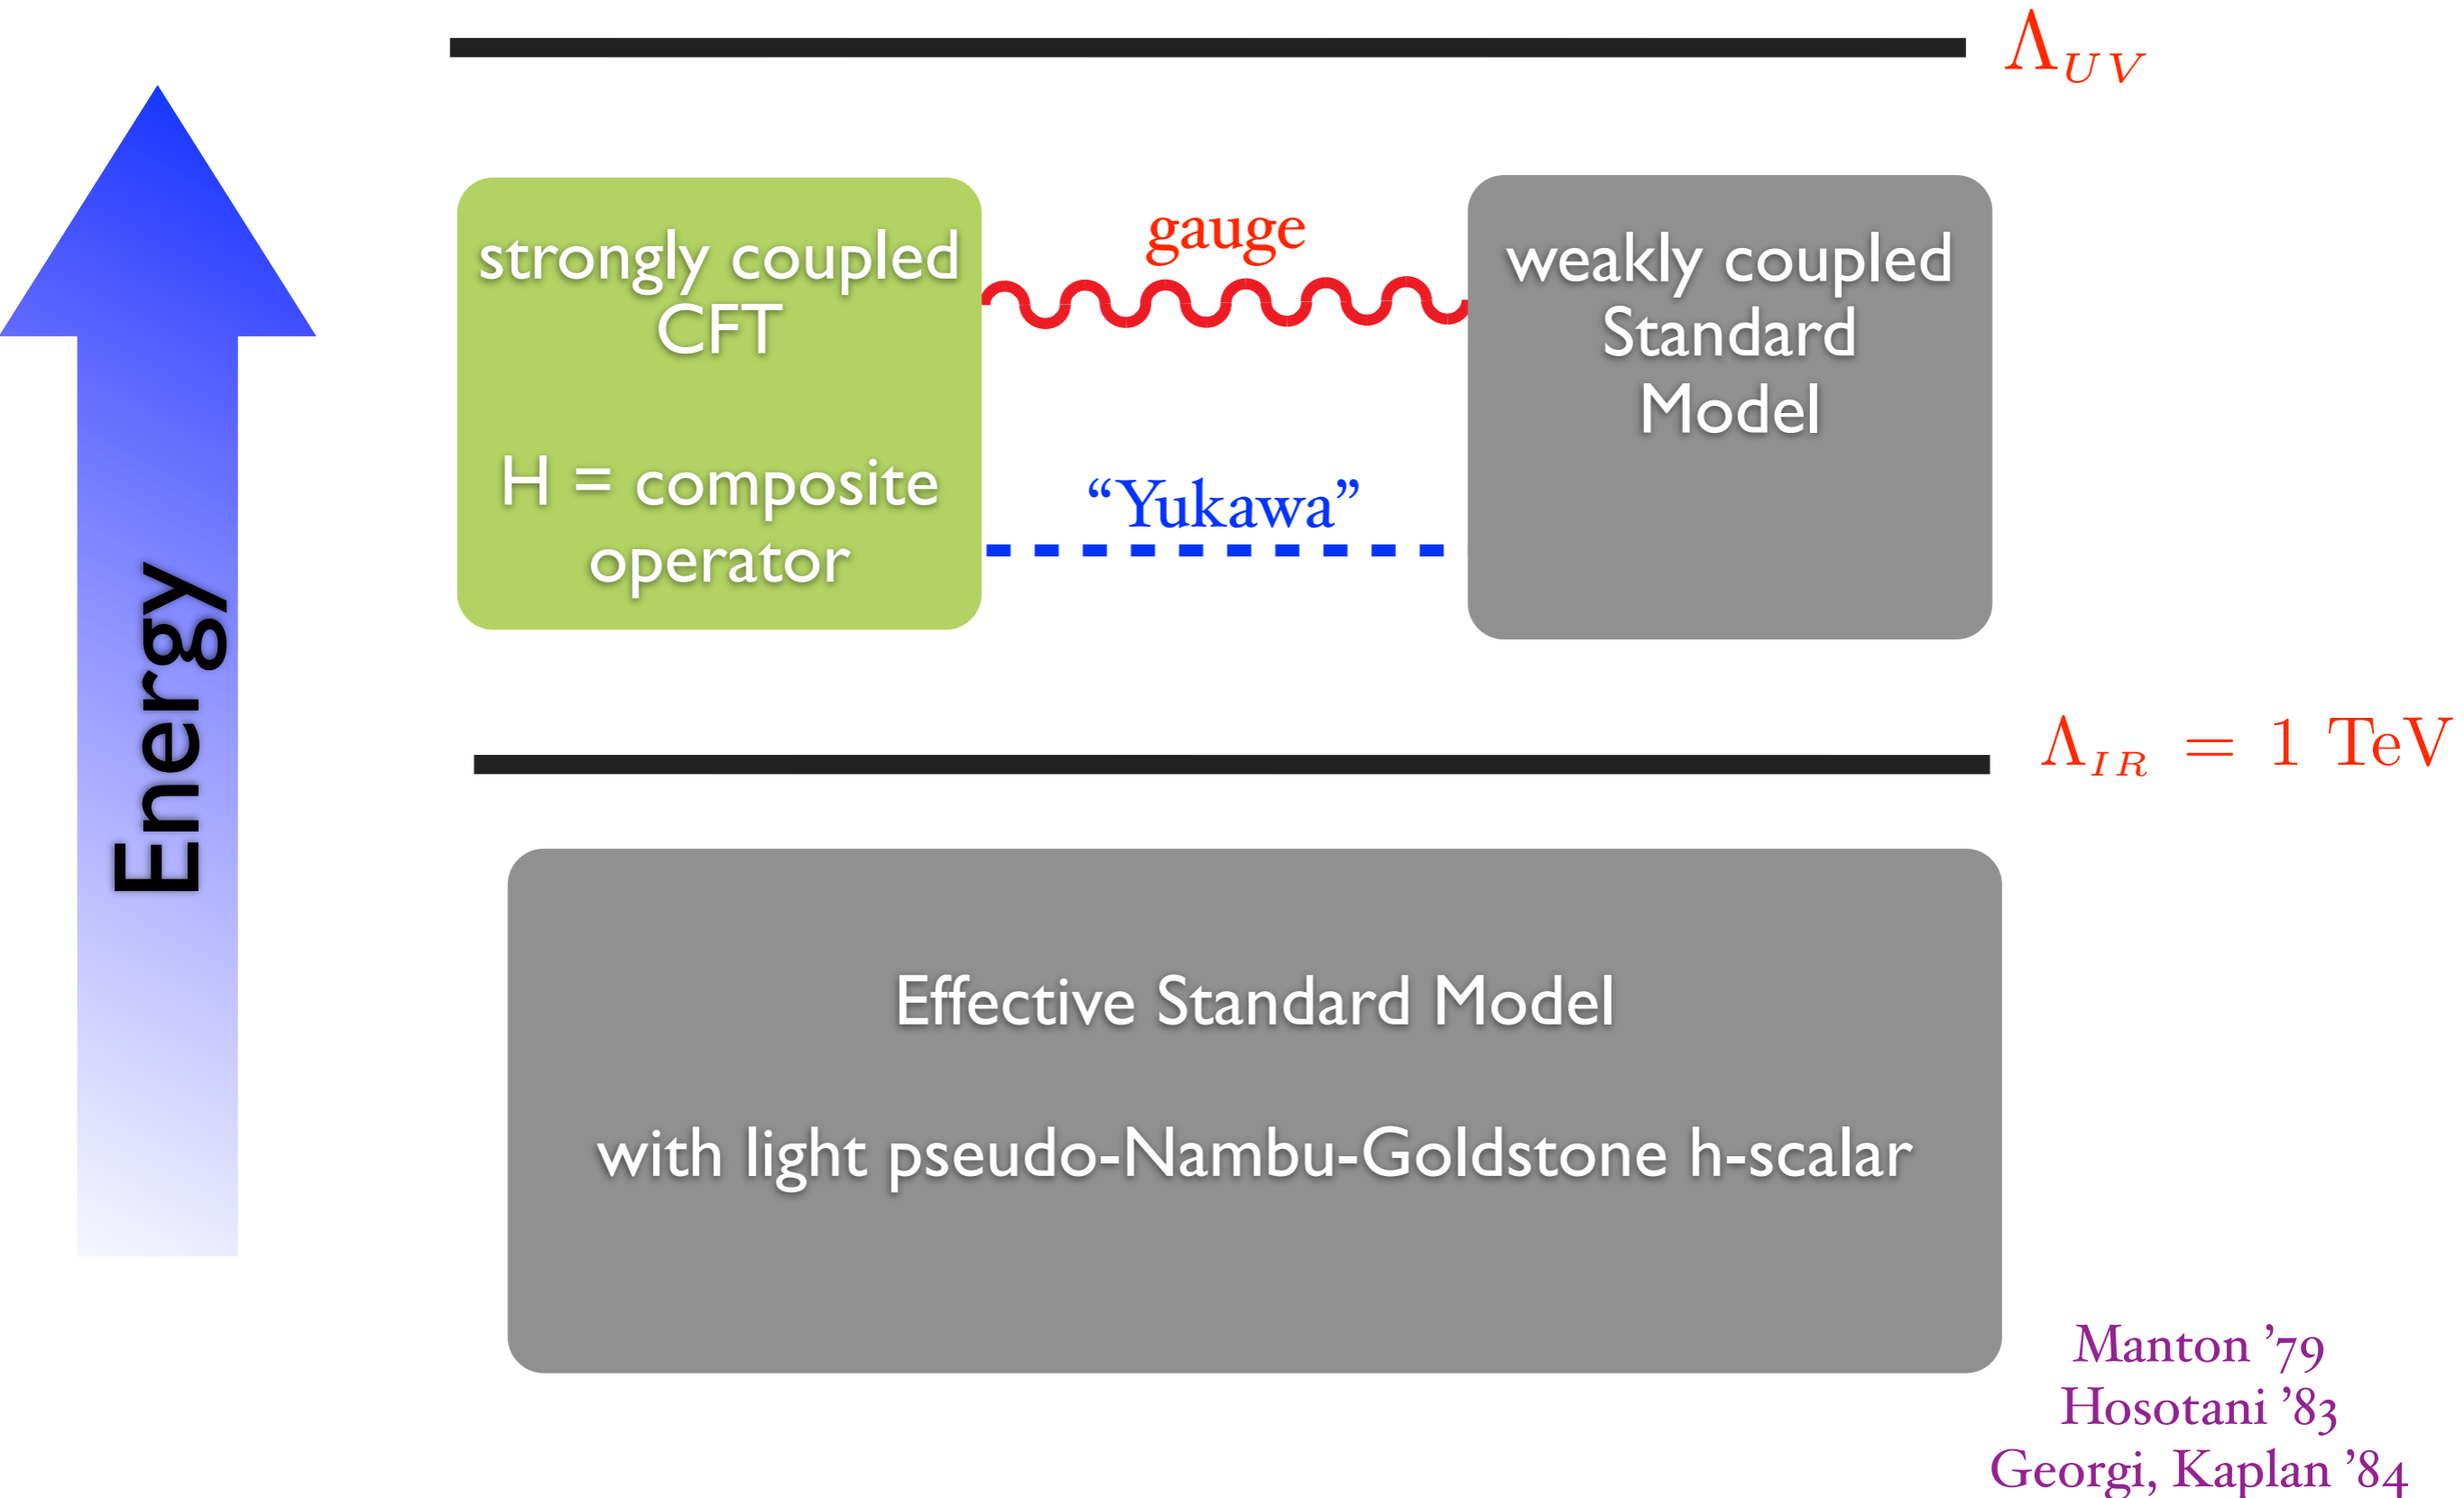 Λ_UV
strongly coupled
CFT
H = composite
operator
gauge
“Yukawa”
weakly coupled
Standard
Model
Energy
Λ_IR = 1 TeV
Effective Standard Model
with light pseudo-Nambu-Goldstone h-scalar
Manton ’79
Hosotani ’83
Georgi, Kaplan ’84